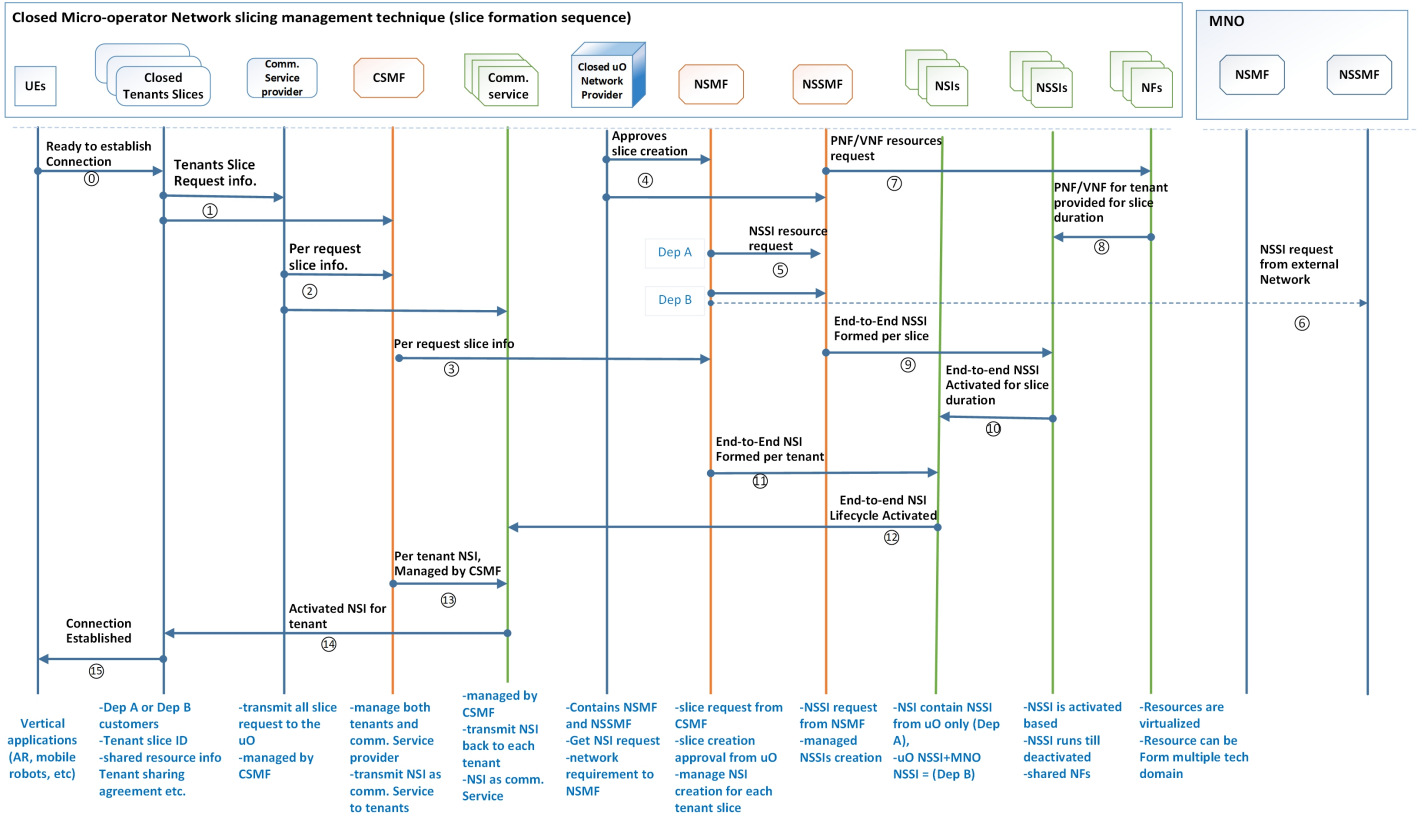 Closed Micro-operator Network slicing management technique (slice formation sequence)
MNO
UEs
Closed
Tenants Slices
Comm.
Service
provider
CSMF
Comm.
service
Closed uO
Network
Provider
NSMF
NSSMF
NSIs
NSSIs
NFs
NSMF
NSSMF
Ready to establish
Connection
0
Tenants Slice
Request info.
1
Per request
slice info.
2
Per request slice info
3
Approves
slice creation
4
Dep A
NSSI resource
request
5
Dep B
NSSI request
from external
Network
6
PNF/VNF resources
request
7
PNF/VNF for tenant
provided for slice
duration
8
End-to-End NSSI
Formed per slice
9
End-to-end NSSI
Activated for slice
duration
10
End-to-End NSI
Formed per tenant
11
End-to-end NSI
Lifecycle Activated
12
Per tenant NSI,
Managed by CSMF
13
Activated NSI for
tenant
14
Connection
Established
15
Vertical
applications
(AR, mobile
robots, etc)
-Dep A or Dep B
customers
-Tenant slice ID
-shared resource info
Tenant sharing
agreement etc.
-transmit all slice
request to the
uO
-managed by
CSMF
-manage both
tenants and
comm. Service
provider
-transmit NSI as
comm. Service
to tenants
-managed by
CSMF
-transmit NSI
back to each
tenant
-NSI as comm.
Service
-Contains NSMF
and NSSMF
-Get NSI request
-network
requirement to
NSMF
-slice request from
CSMF
-slice creation
approval from uO
-manage NSI
creation for each
tenant slice
-NSSI request
from NSMF
-managed
NSSIs creation
-NSI contain NSSI
from uO only (Dep
A),
-uO NSSI+MNO
NSSI = (Dep B)
-NSSI is activated
based
-NSSI runs till
deactivated
-shared NFs
-Resources are
virtualized
-Resource can be
Form multiple tech
domain